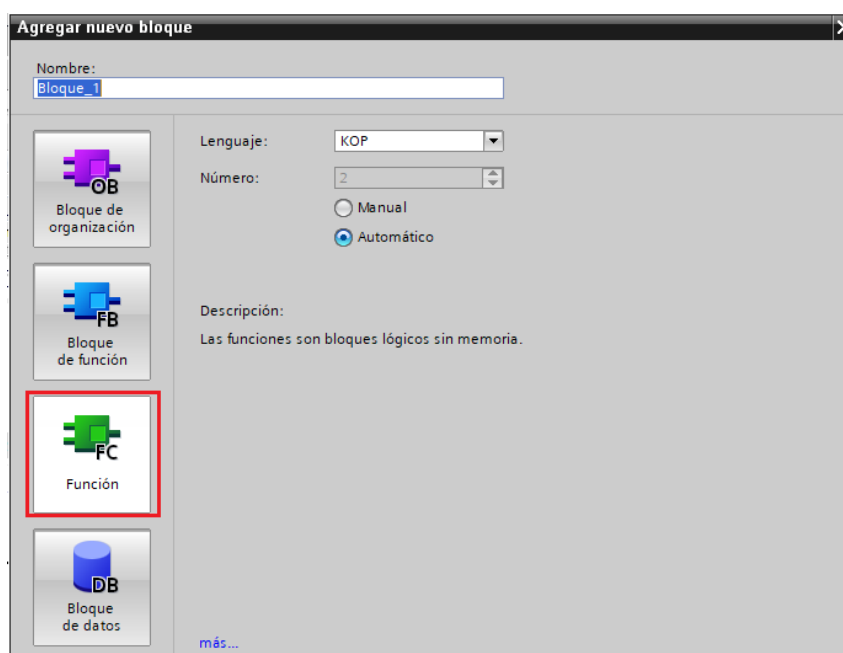 Agregar nuevo bloque
Nombre:
Bloque_1
Lenguaje: KOP
Número: 2
Manual
Automático
Descripción:
Las funciones son bloques lógicos sin memoria.
OB
Bloque de
organización
FB
Bloque
de función
FC
Función
DB
Bloque
de datos
más...